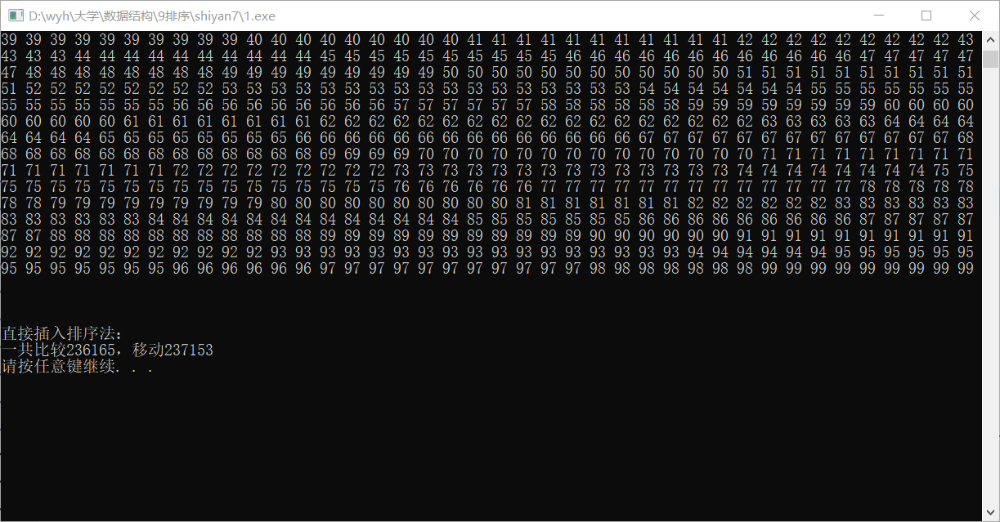 D:\wyh\大学\数据结构\9排序\shiyan7\1.exe
39 39 39 39 39 39 39 39 39 39 40 40 40 40 40 40 40 40 40 41 41 41 41 41 41 41 41 41 41 41 42 42 42 42 42 42 42 42 42 43
43 43 43 44 44 44 44 44 44 44 44 44 44 45 45 45 45 45 45 45 45 45 45 46 46 46 46 46 46 46 46 46 46 46 46 47 47 47 47 47
47 48 48 48 48 48 48 48 48 49 49 49 49 49 49 49 49 49 50 50 50 50 50 50 50 50 50 50 50 50 51 51 51 51 51 51 51 51 51 51
51 52 52 52 52 52 52 52 52 53 53 53 53 53 53 53 53 53 53 53 53 53 53 53 53 53 54 54 54 54 54 54 54 55 55 55 55 55 55 55
55 55 55 55 55 55 55 56 56 56 56 56 56 56 56 56 57 57 57 57 57 57 58 58 58 58 58 58 59 59 59 59 59 59 59 59 60 60 60 60
60 60 60 60 60 61 61 61 61 61 61 61 61 62 62 62 62 62 62 62 62 62 62 62 62 62 62 62 62 62 62 63 63 63 63 63 64 64 64 64
64 64 64 64 65 65 65 65 65 65 65 65 66 66 66 66 66 66 66 66 66 66 66 66 66 66 67 67 67 67 67 67 67 67 67 67 67 67 67 68
68 68 68 68 68 68 68 68 68 68 68 68 68 69 69 69 69 70 70 70 70 70 70 70 70 70 70 70 70 70 70 71 71 71 71 71 71 71 71 71
71 71 71 71 71 71 71 72 72 72 72 72 72 72 72 72 73 73 73 73 73 73 73 73 73 73 73 73 73 73 74 74 74 74 74 74 74 74 75 75
75 75 75 75 75 75 75 75 75 75 75 75 75 75 75 75 76 76 76 76 76 76 77 77 77 77 77 77 77 77 77 77 77 77 77 78 78 78 78 78
78 78 79 79 79 79 79 79 79 79 79 80 80 80 80 80 80 80 80 80 80 81 81 81 81 81 81 81 82 82 82 82 82 82 83 83 83 83 83 83
83 83 83 83 83 83 84 84 84 84 84 84 84 84 84 84 84 84 84 85 85 85 85 85 85 85 86 86 86 86 86 86 86 86 86 87 87 87 87 87
87 87 88 88 88 88 88 88 88 88 88 88 88 89 89 89 89 89 89 89 89 89 89 89 90 90 90 90 90 90 91 91 91 91 91 91 91 91 91 91
92 92 92 92 92 92 92 92 92 92 92 93 93 93 93 93 93 93 93 93 93 93 93 93 93 93 93 93 94 94 94 94 94 94 95 95 95 95 95 95
95 95 95 95 95 95 95 96 96 96 96 96 96 97 97 97 97 97 97 97 97 97 97 97 98 98 98 98 98 98 98 99 99 99 99 99 99 99 99 99
直接插入排序法：
一共比较236165，移动237153
请按任意键继续. . .